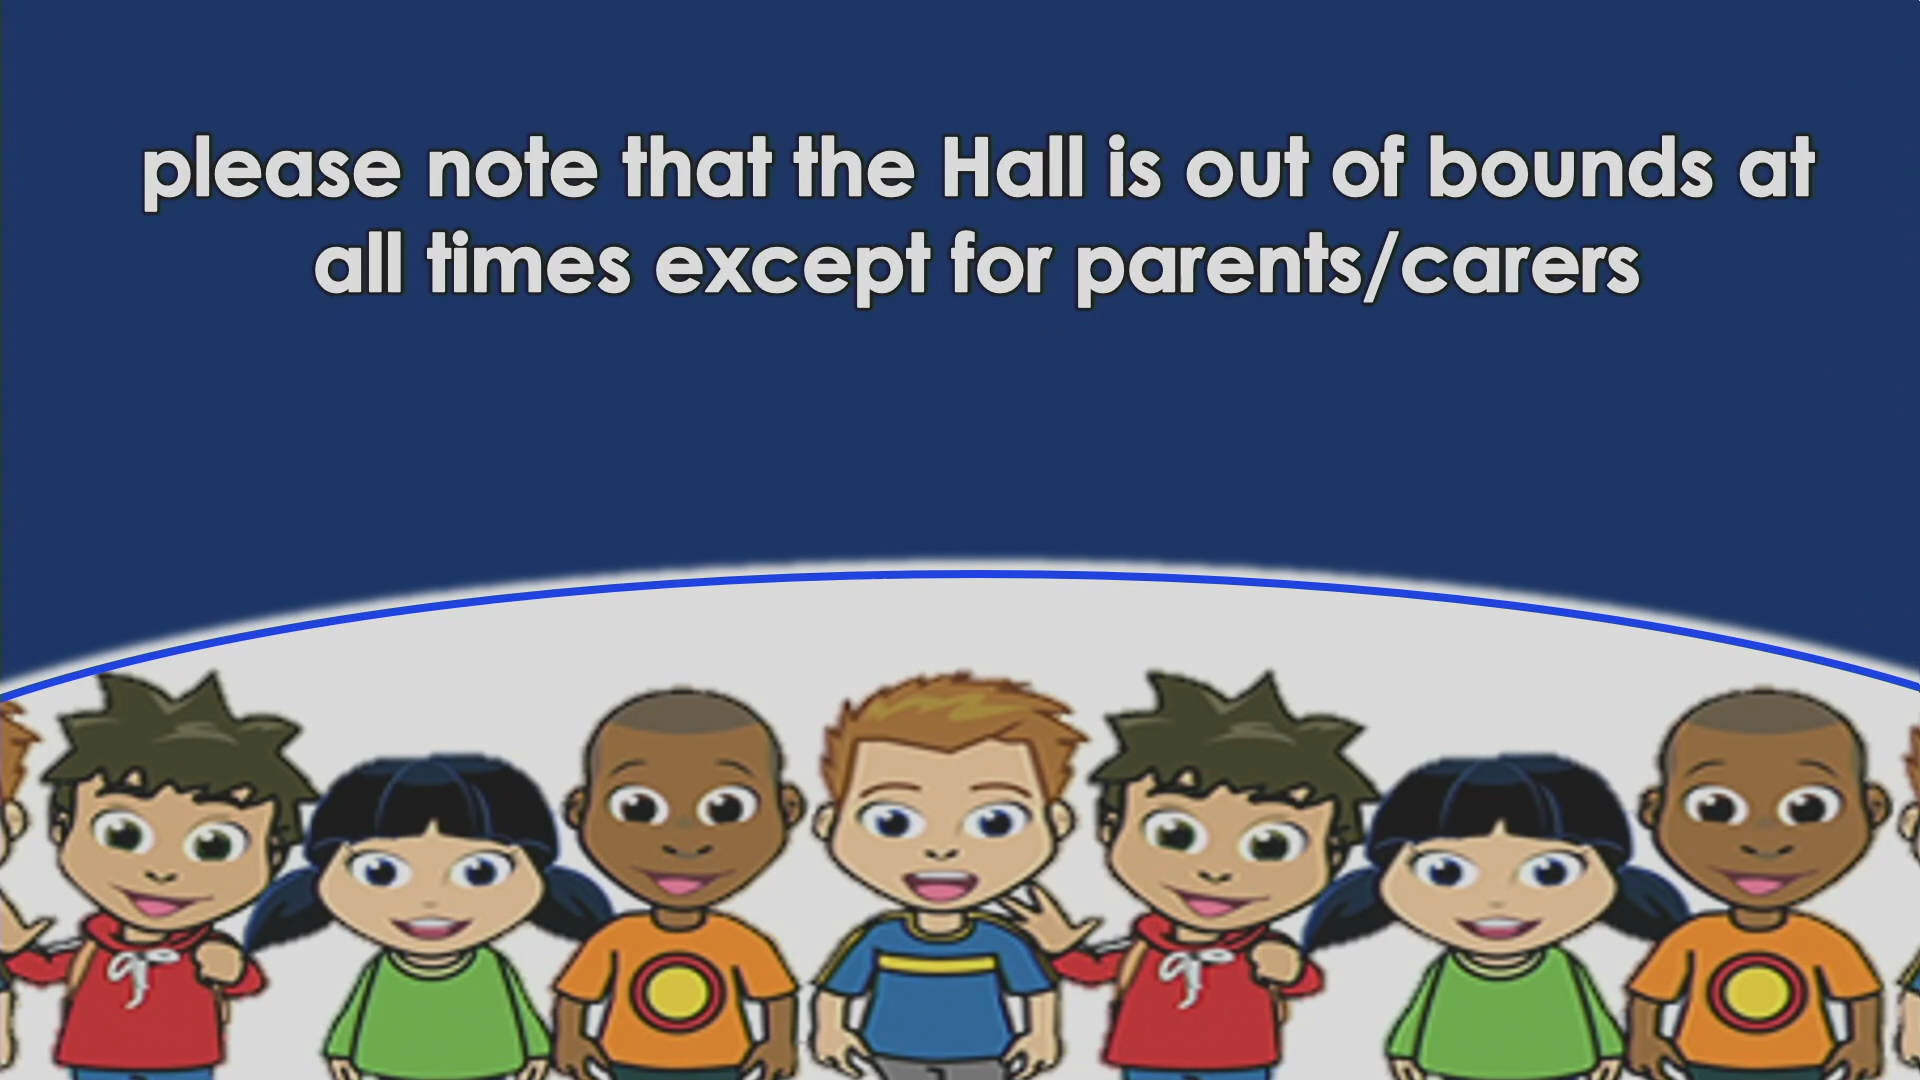 please note that the Hall is out of bounds at
all times except for parents/carers